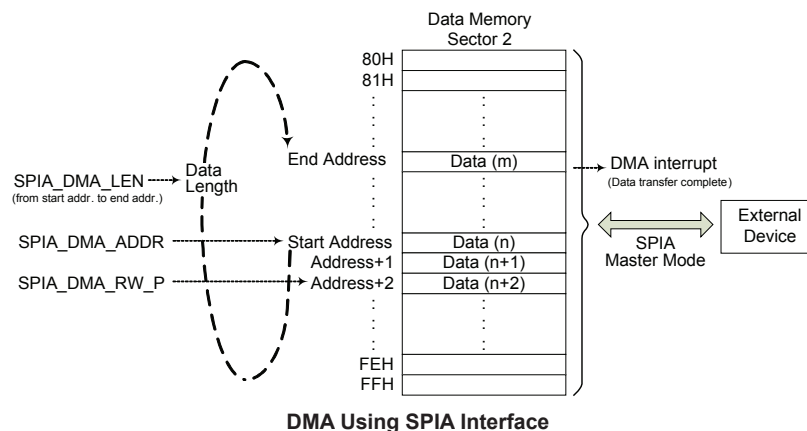 Data Memory
Sector 2
80H
81H
End Address
Data (m)
DMA interrupt
(Data transfer complete)
SPIA_DMA_LEN
(from start addr. to end addr.)
Data
Length
SPIA_DMA_ADDR
Start Address
Data (n)
Address+1
Data (n+1)
SPIA_DMA_RW_P
Address+2
Data (n+2)
SPIA
Master Mode
External
Device
FEH
FFH
DMA Using SPIA Interface